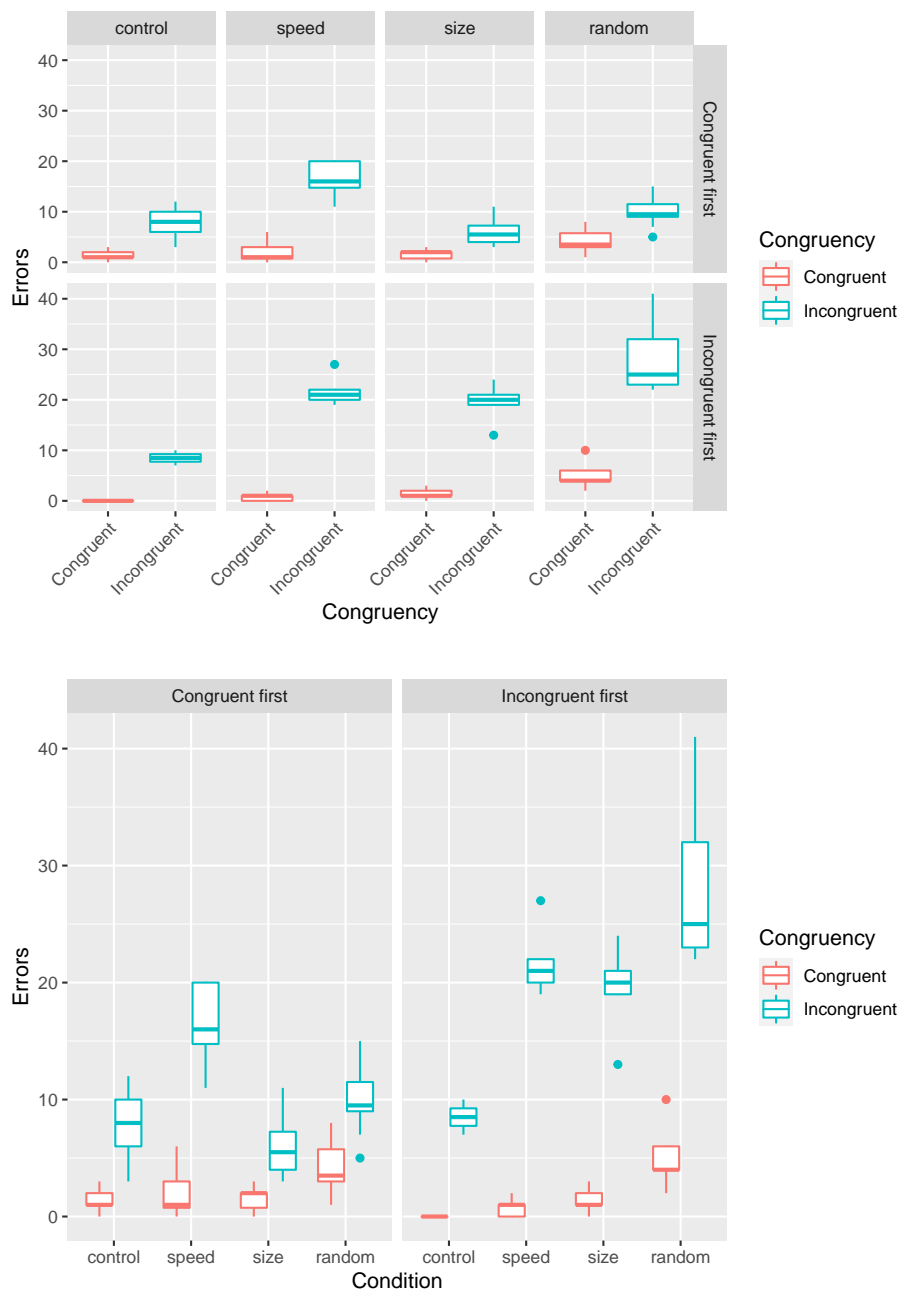 control speed size random
40
30
20
10
0
Congruent first
40
30
20
10
0
Incongruent first
Errors
Congruent Incongruent Congruent Incongruent Congruent Incongruent Congruent Incongruent
Congruency
Congruency
Congruent
Incongruent
Congruent first Incongruent first
40
30
20
10
0
Errors
control speed size random control speed size random
Condition
Congruency
Congruent
Incongruent